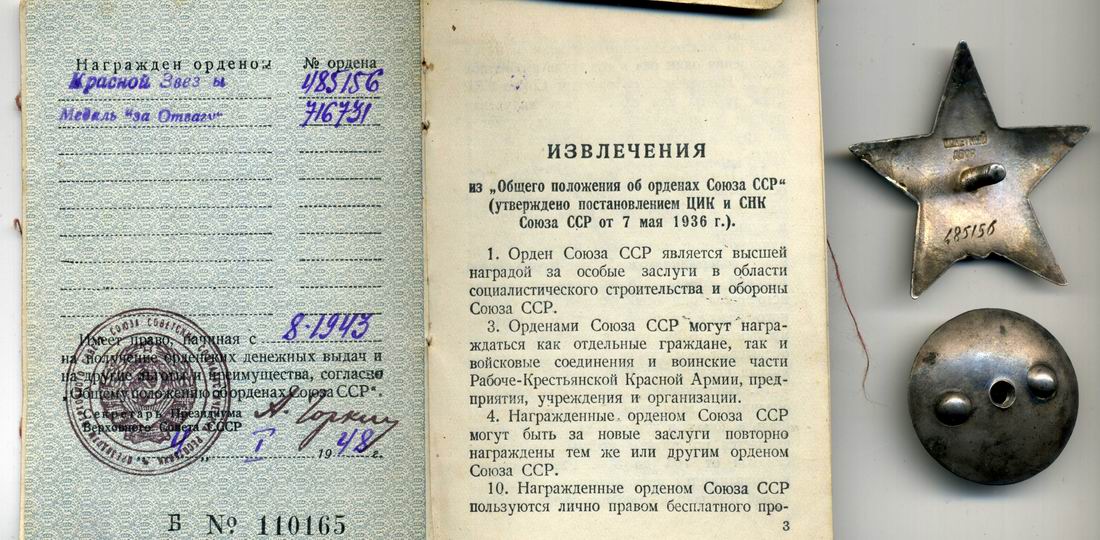 Награжден орденом № ордена
Красной Звез ы 485156
Медаль "за Отвагу" 716731
Имеет право, начиная с 8-1943
на получение орденских денежных выдач и
на другие льготы и преимущества, согласно
„Общему положению об орденах Союза ССР“.
Секретарь Президиума
Верховного Совета СССР А. Горкин
4 I 1948 г.
Б № 110165
ИЗВЛЕЧЕНИЯ
из „Общего положения об орденах Союза ССР“
(утверждено постановлением ЦИК и СНК
Союза ССР от 7 мая 1936 г.).
1. Орден Союза ССР является высшей
наградой за особые заслуги в области
социалистического строительства и обороны
Союза ССР.
3. Орденами Союза ССР могут награ-
ждаться как отдельные граждане, так и
войсковые соединения и воинские части
Рабоче-Крестьянской Красной Армии, пред-
приятия, учреждения и организации.
4. Награжденные орденом Союза ССР
могут быть за новые заслуги повторно
награждены тем же или другим орденом
Союза ССР.
10. Награжденные орденом Союза ССР
пользуются лично правом бесплатного про-
3
МОНЕТНЫЙ
ДВОР
485156